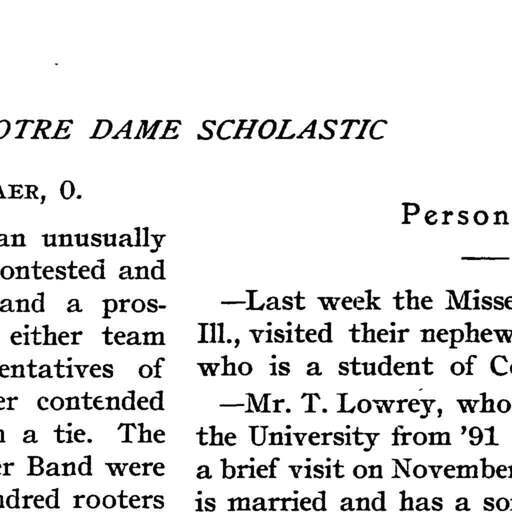 OTRE DAME SCHOLASTIC
AER, O.
an unusually
ontested and
and a pros-
either team
entatives of
er contended
a tie. The
er Band were
ndred rooters
Person
—Last week the Misse
Ill., visited their nephew
who is a student of Co
—Mr. T. Lowrey, who
the University from '91
a brief visit on November
is married and has a so